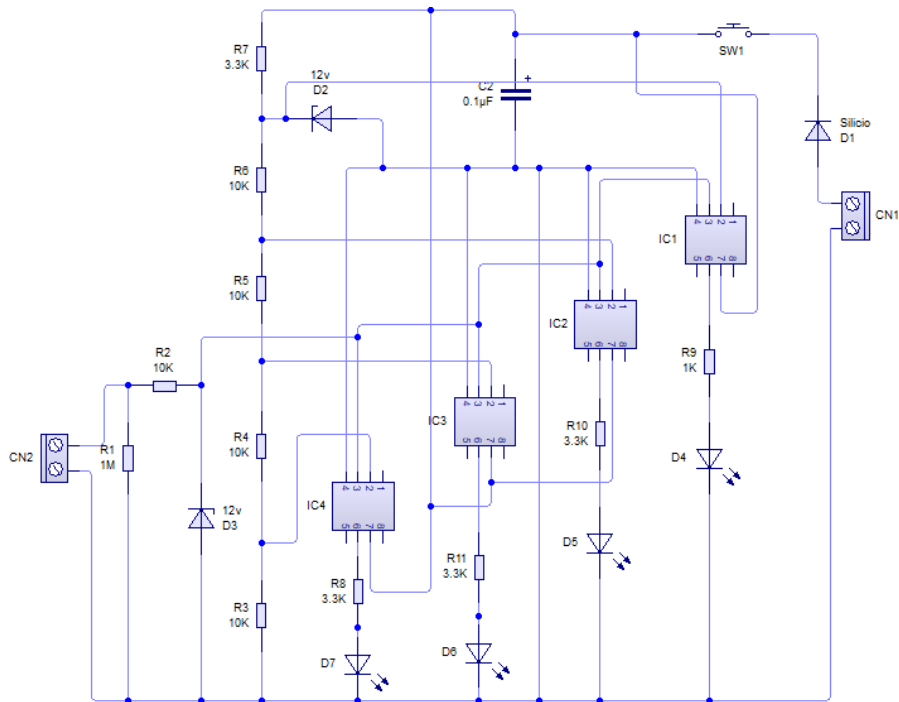 R7
3.3K
12v
D2
C2
0.1µF
+
SW1
Silicio
D1
CN1
R6
10K
4 3 2 1
IC1
5 6 7 8
R5
10K
4 3 2 1
IC2
5 6 7 8
R9
1K
R2
10K
4 3 2 1
IC3
5 6 7 8
R10
3.3K
CN2
R1
1M
R4
10K
D4
4 3 2 1
IC4
5 6 7 8
12v
D3
D5
R11
3.3K
R8
3.3K
R3
10K
D7
D6